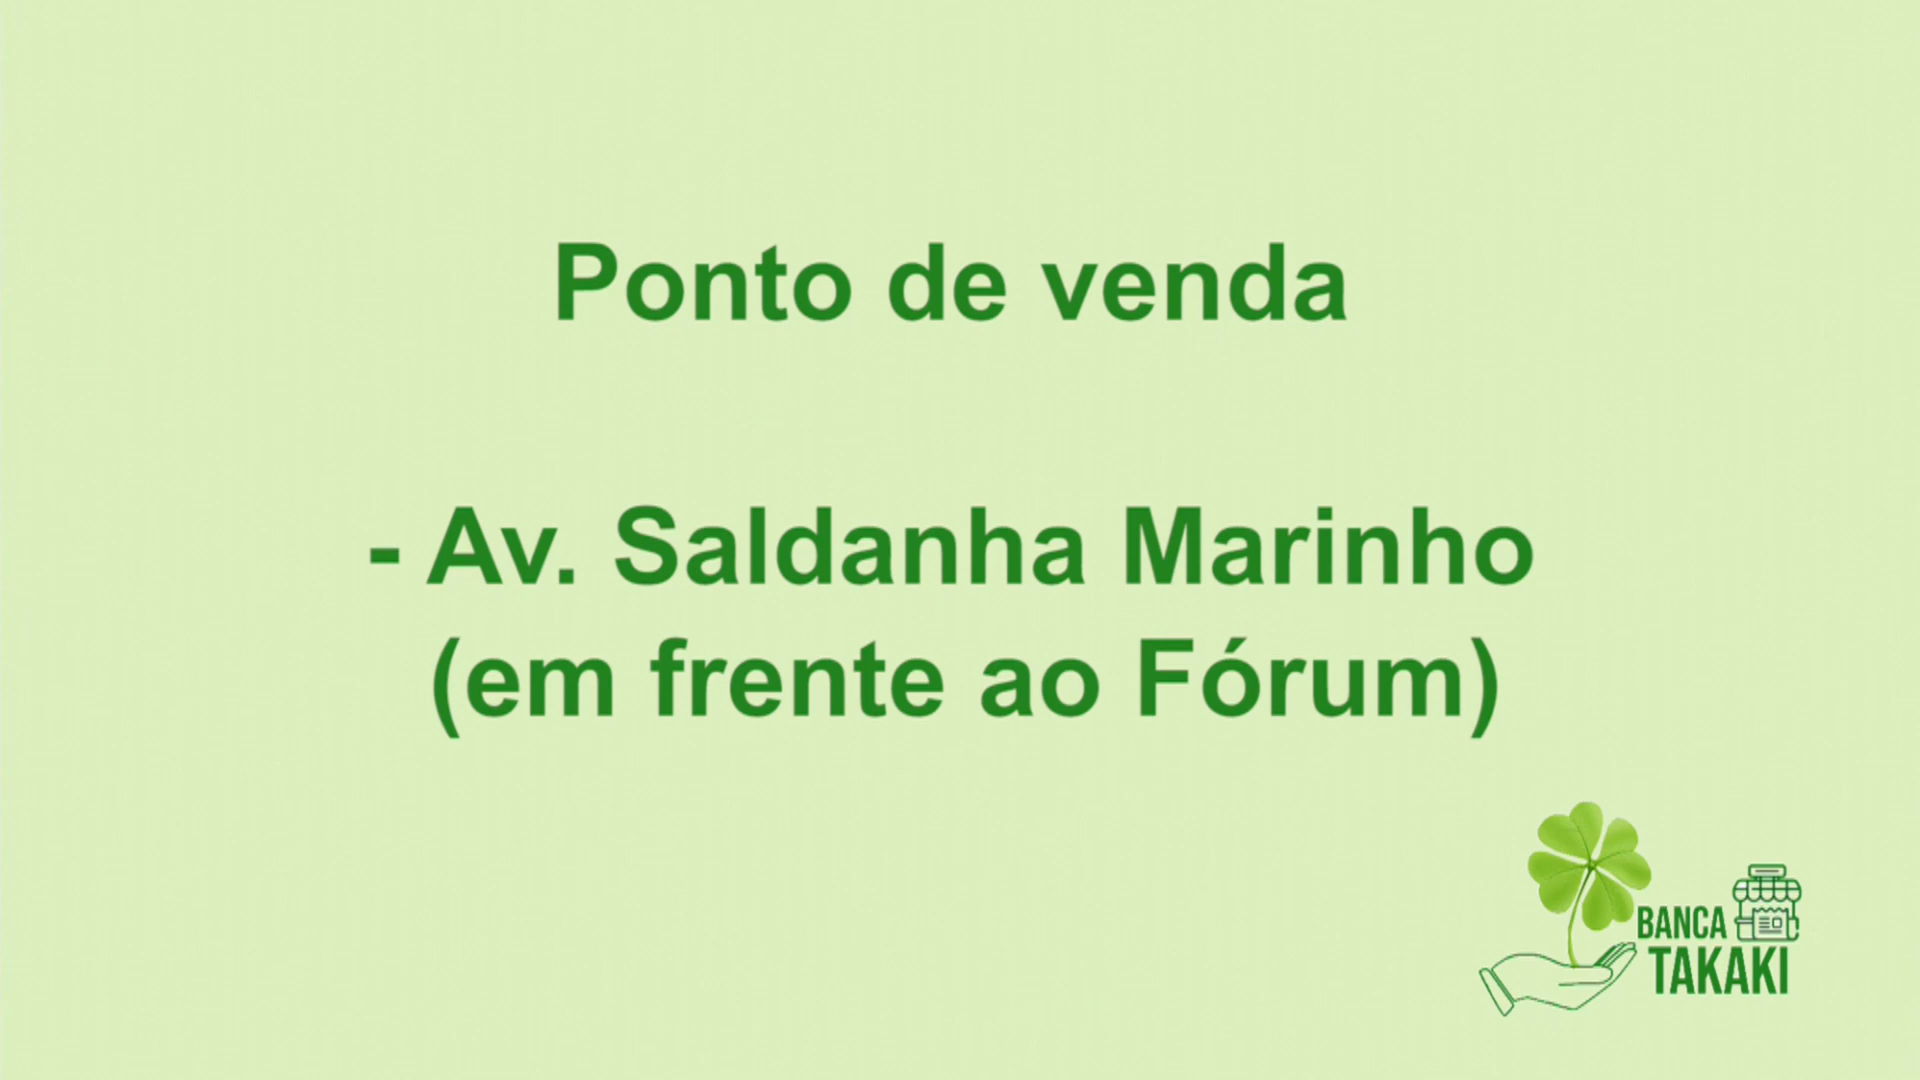 Ponto de venda
- Av. Saldanha Marinho
(em frente ao Fórum)
BANCA
TAKAKI